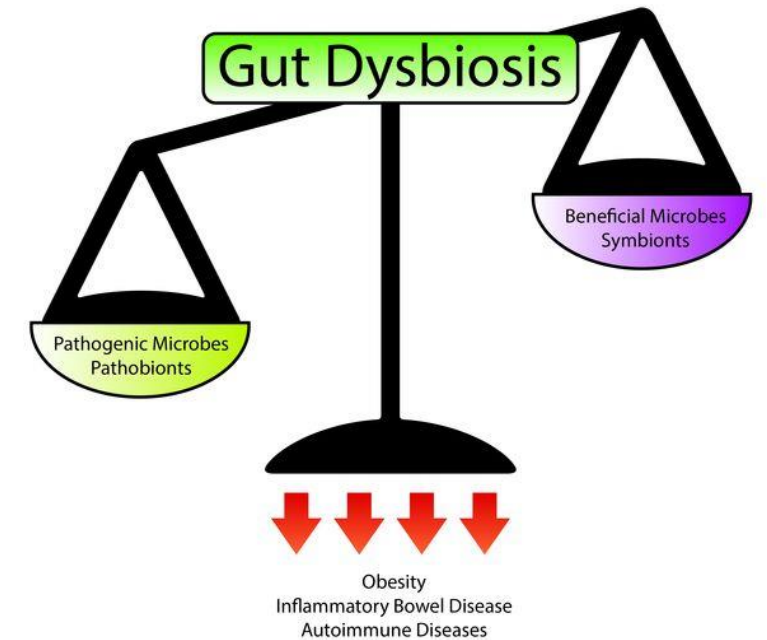 Gut Dysbiosis
Beneficial Microbes
Symbionts
Pathogenic Microbes
Pathobionts
Obesity
Inflammatory Bowel Disease
Autoimmune Diseases